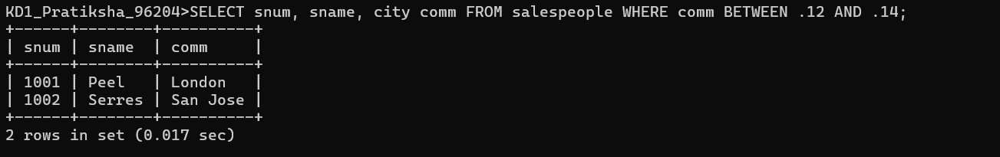 KD1_Pratiksha_96204>SELECT snum, sname, city comm FROM salespeople WHERE comm BETWEEN .12 AND .14;
+------+--------+----------+
| snum | sname  | comm     |
+------+--------+----------+
| 1001 | Peel   | London   |
| 1002 | Serres | San Jose |
+------+--------+----------+
2 rows in set (0.017 sec)